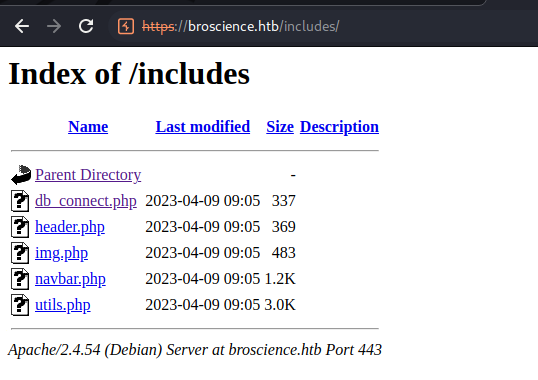 https://broscience.htb/includes/
Index of /includes
Name Last modified Size Description
Parent Directory -
db_connect.php 2023-04-09 09:05 337
header.php 2023-04-09 09:05 369
img.php 2023-04-09 09:05 483
navbar.php 2023-04-09 09:05 1.2K
utils.php 2023-04-09 09:05 3.0K
Apache/2.4.54 (Debian) Server at broscience.htb Port 443